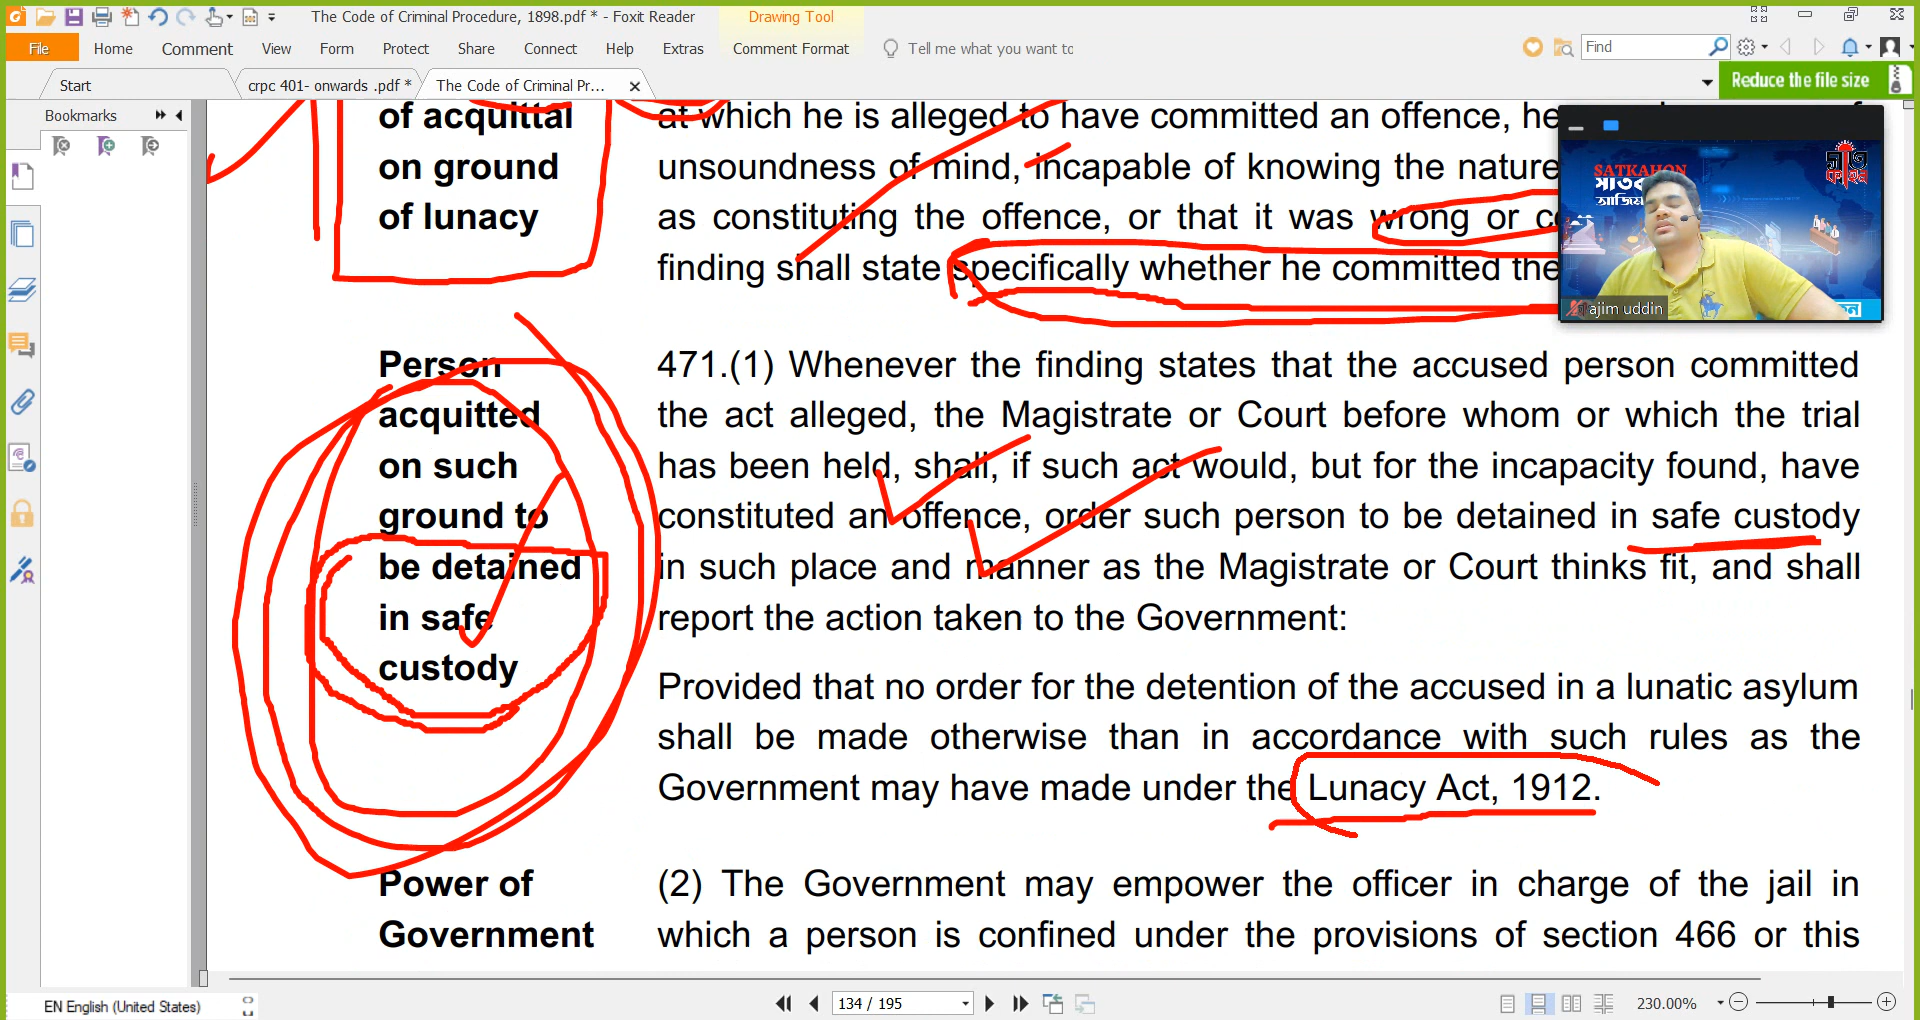 The Code of Criminal Procedure, 1898.pdf * - Foxit Reader
Drawing Tool
File Home Comment View Form Protect Share Connect Help Extras Comment Format Tell me what you want to
Find
Start
crpc 401- onwards .pdf *
The Code of Criminal Pr...
Reduce the file size
Bookmarks
of acquittal
on ground
of lunacy
at which he is alleged to have committed an offence, he
unsoundness of mind, incapable of knowing the nature
as constituting the offence, or that it was wrong or
finding shall state specifically whether he committed the
SATKAHON
ajim uddin
Person
acquitted
on such
ground to
be detained
in safe
custody
471.(1) Whenever the finding states that the accused person committed
the act alleged, the Magistrate or Court before whom or which the trial
has been held, shall, if such act would, but for the incapacity found, have
constituted an offence, order such person to be detained in safe custody
in such place and manner as the Magistrate or Court thinks fit, and shall
report the action taken to the Government:
Provided that no order for the detention of the accused in a lunatic asylum
shall be made otherwise than in accordance with such rules as the
Government may have made under the Lunacy Act, 1912.
Power of
Government
(2) The Government may empower the officer in charge of the jail in
which a person is confined under the provisions of section 466 or this
EN English (United States)
134 / 195
230.00%